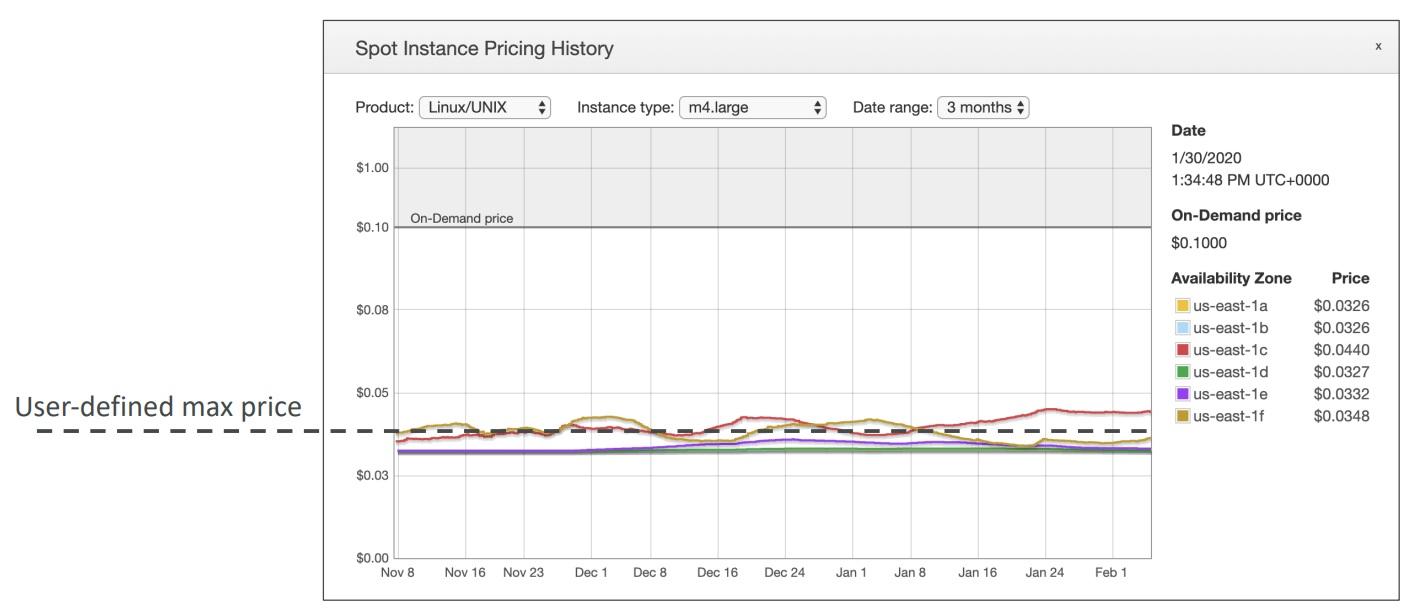 Spot Instance Pricing History
x
Product: Linux/UNIX Instance type: m4.large Date range: 3 months
$1.00
On-Demand price
$0.10
$0.08
$0.05
$0.03
$0.00
Nov 8 Nov 16 Nov 23 Dec 1 Dec 8 Dec 16 Dec 24 Jan 1 Jan 8 Jan 16 Jan 24 Feb 1
User-defined max price
Date
1/30/2020
1:34:48 PM UTC+0000
On-Demand price
$0.1000
Availability Zone Price
us-east-1a $0.0326
us-east-1b $0.0326
us-east-1c $0.0440
us-east-1d $0.0327
us-east-1e $0.0332
us-east-1f $0.0348